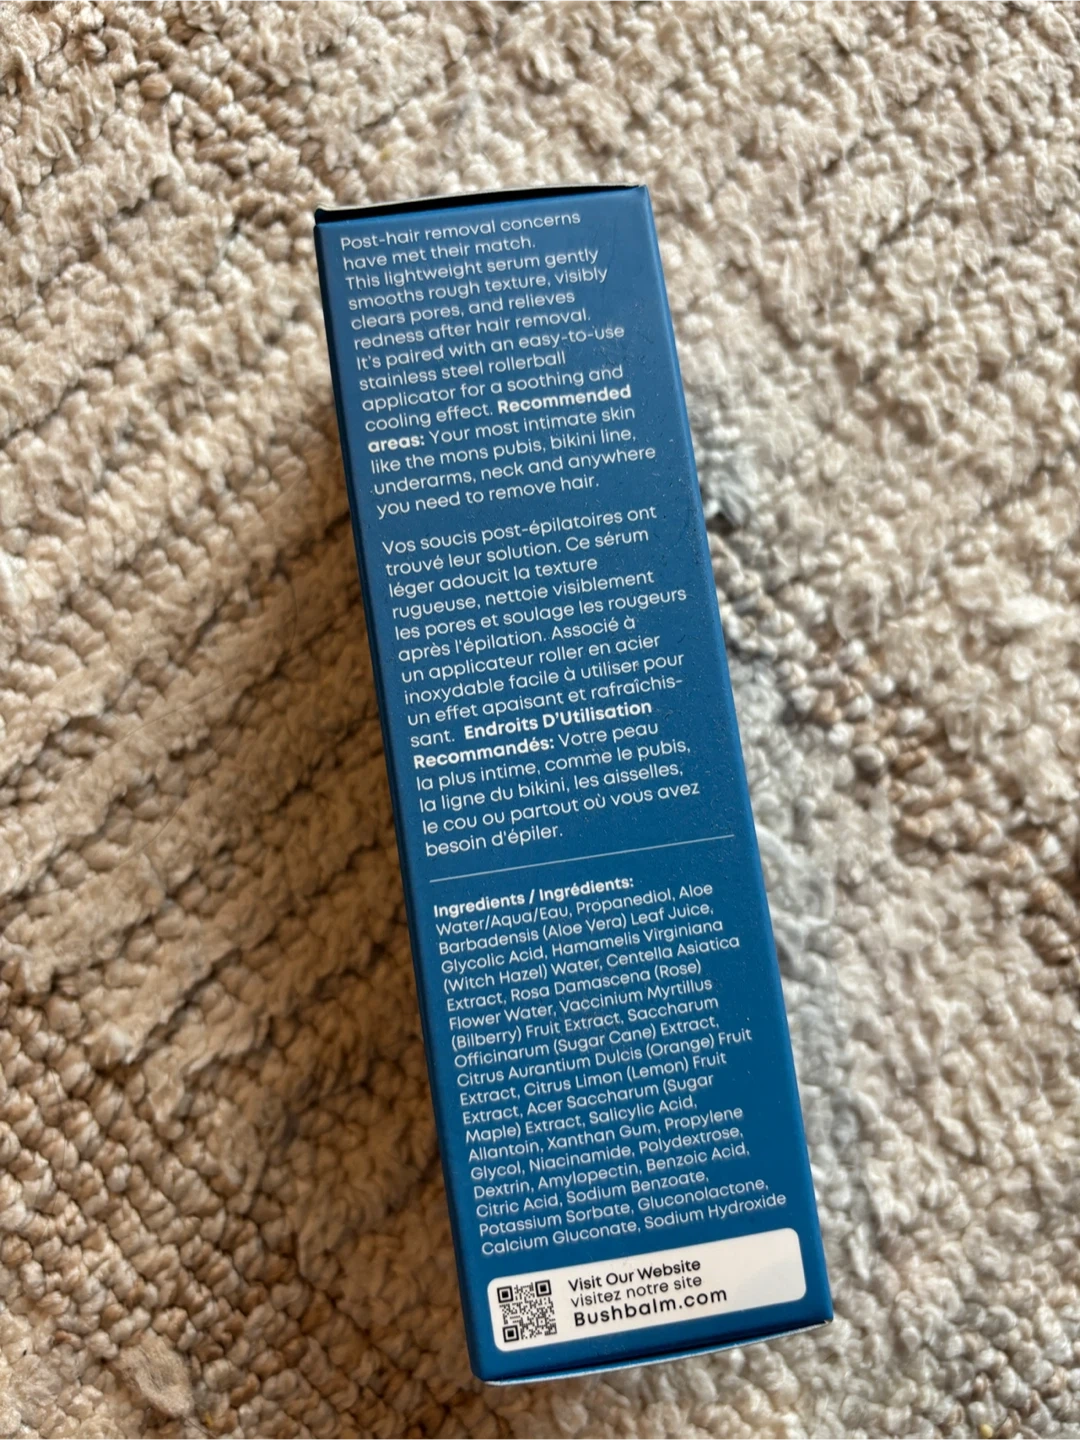 Post-hair removal concerns
have met their match.
This lightweight serum gently
smooths rough texture, visibly
clears pores, and relieves
redness after hair removal.
It's paired with an easy-to-use
stainless steel rollerball
applicator for a soothing and
cooling effect. Recommended
areas: Your most intimate skin
like the mons pubis, bikini line,
underarms, neck and anywhere
you need to remove hair.
Vos soucis post-épilatoires ont
trouvé leur solution. Ce sérum
léger adoucit la texture
rugueuse, nettoie visiblement
les pores et soulage les rougeurs
après l'épilation. Associé à
un applicateur roller en acier
inoxydable facile à utiliser pour
un effet apaisant et rafraîchis-
sant. Endroits D'Utilisation
Recommandés: Votre peau
la plus intime, comme le pubis,
la ligne du bikini, les aisselles,
le cou ou partout où vous avez
besoin d'épiler.
Ingredients / Ingrédients:
Water/Aqua/Eau, Propanediol, Aloe
Barbadensis (Aloe Vera) Leaf Juice,
Glycolic Acid, Hamamelis Virginiana
(Witch Hazel) Water, Centella Asiatica
Extract, Rosa Damascena (Rose)
Flower Water, Vaccinium Myrtillus
(Bilberry) Fruit Extract, Saccharum
Officinarum (Sugar Cane) Extract,
Citrus Aurantium Dulcis (Orange) Fruit
Extract, Citrus Limon (Lemon) Fruit
Extract, Acer Saccharum (Sugar
Maple) Extract, Salicylic Acid,
Allantoin, Xanthan Gum, Propylene
Glycol, Niacinamide, Polydextrose,
Dextrin, Amylopectin, Benzoic Acid,
Citric Acid, Sodium Benzoate,
Potassium Sorbate, Gluconolactone,
Calcium Gluconate, Sodium Hydroxide
Visit Our Website
visitez notre site
Bushbalm.com